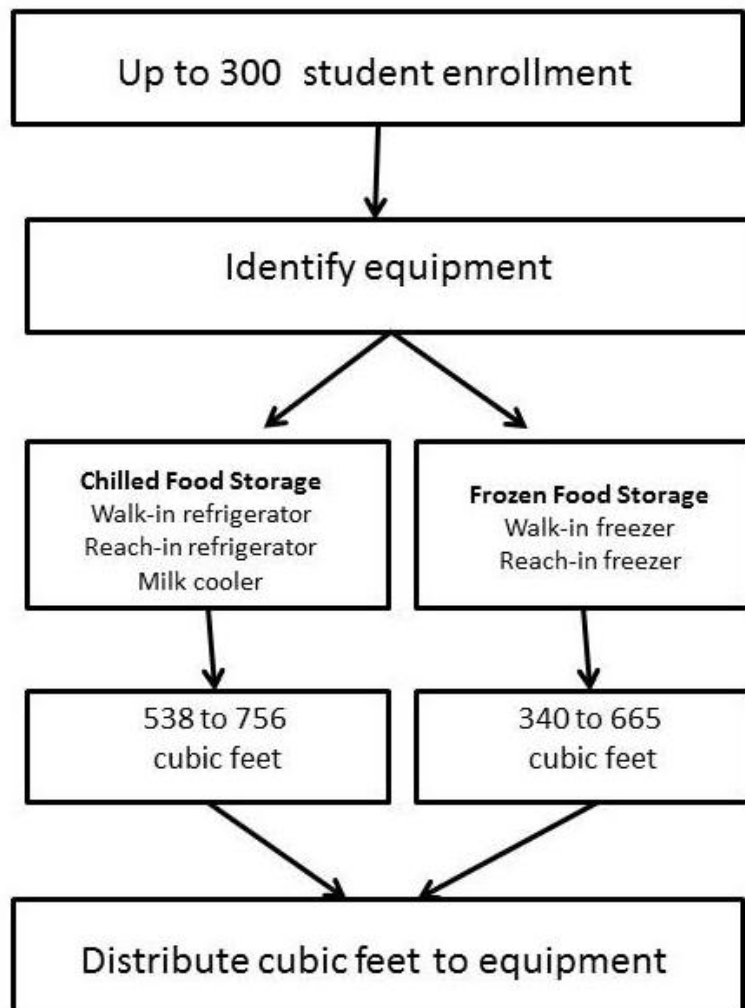 Up to 300 student enrollment
Identify equipment
Chilled Food Storage
Walk-in refrigerator
Reach-in refrigerator
Milk cooler
Frozen Food Storage
Walk-in freezer
Reach-in freezer
538 to 756
cubic feet
340 to 665
cubic feet
Distribute cubic feet to equipment